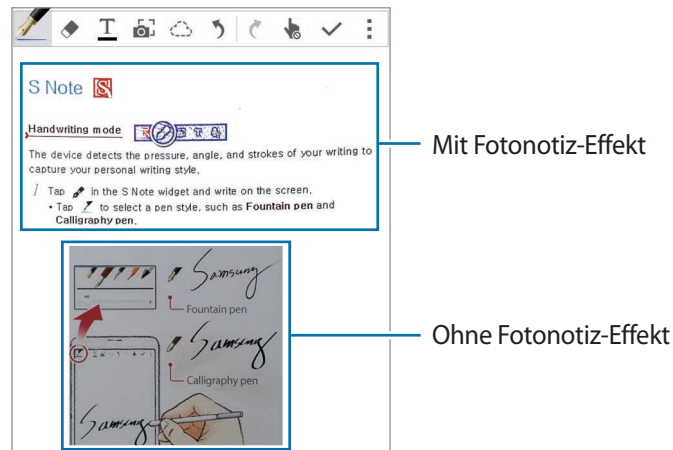 T
S Note S
Handwriting mode
T
The device detects the pressure, angle, and strokes of your writing to
capture your personal writing style.
1 Tap in the S Note widget and write on the screen.
• Tap to select a pen style, such as Fountain pen and
Calligraphy pen.
Mit Fotonotiz-Effekt
Samsung
Fountain pen
Samsung
Calligraphy pen
Samsung
Ohne Fotonotiz-Effekt